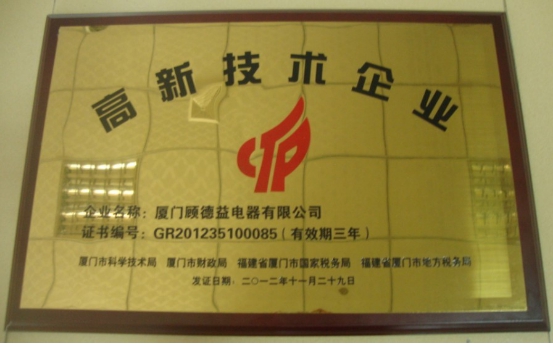 高新技术企业
企业名称：厦门顾德益电器有限公司
证书编号：GR201235100085（有效期三年）
厦门市科学技术局 厦门市财政局 福建省厦门市国家税务局 福建省厦门市地方税务局
发证日期：二〇一二年十一月二十九日